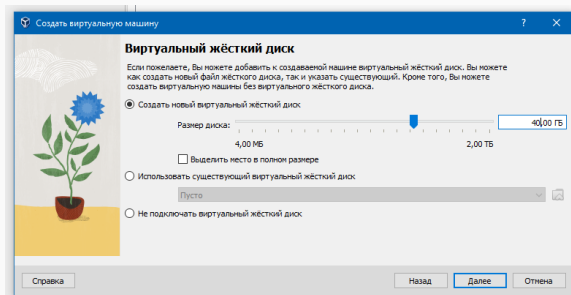 Создать виртуальную машину
Виртуальный жёсткий диск
Если пожелаете, Вы можете добавить к создаваемой машине виртуальный жёсткий диск. Вы можете
как создать новый файл жёсткого диска, так и указать существующий. Кроме того, Вы можете
создать виртуальную машины без виртуального жёсткого диска.
Создать новый виртуальный жёсткий диск
Размер диска:
40,00 ГБ
4,00 МБ
2,00 ТБ
Выделить место в полном размере
Использовать существующий виртуальный жёсткий диск
Пусто
Не подключать виртуальный жёсткий диск
Справка
Назад
Далее
Отмена